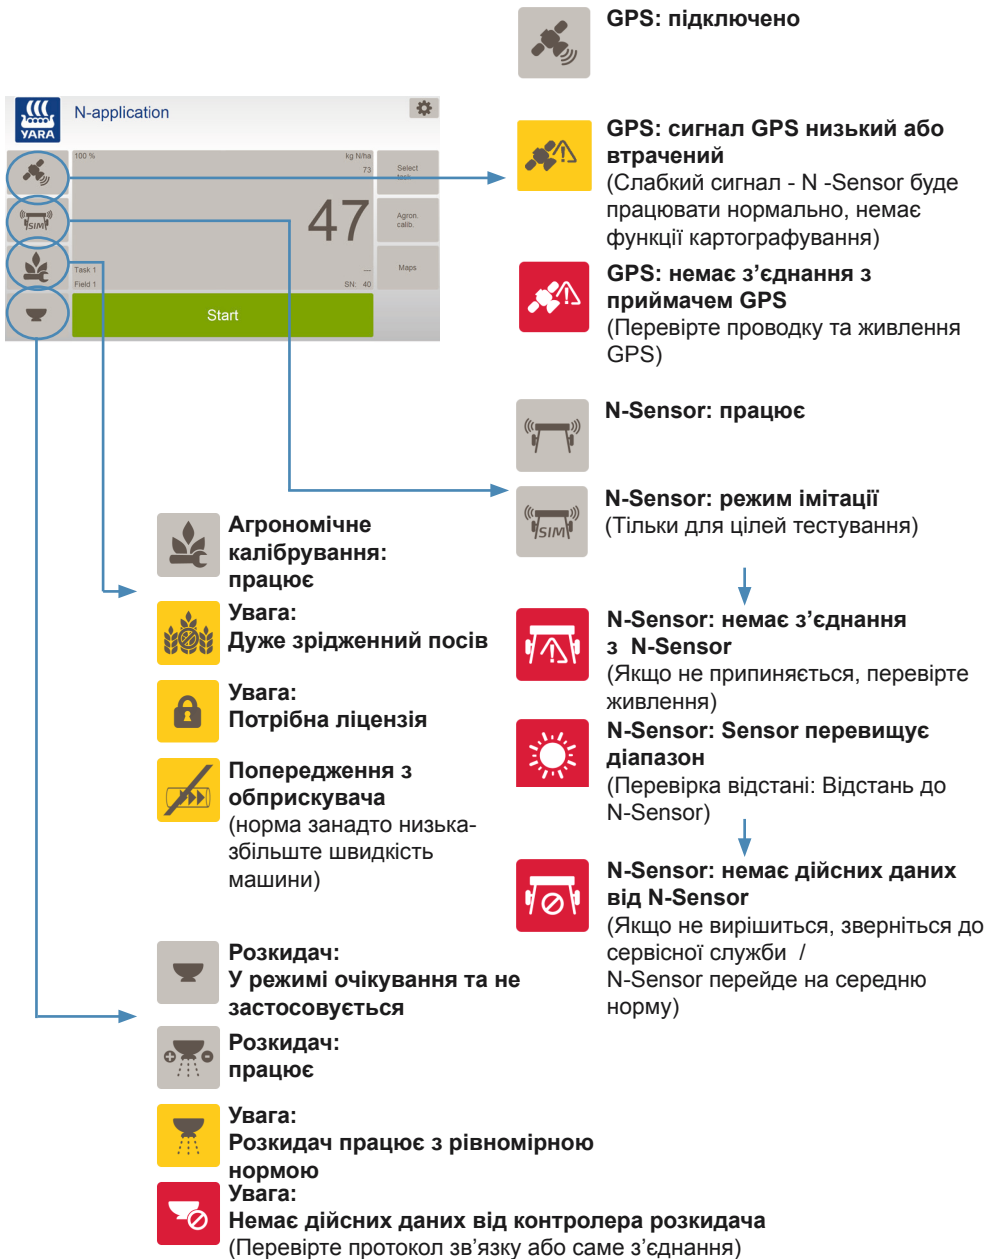 GPS: підключено
YARA
N-application
100 %
kg N/ha
73
Select
47
Agron.
calib.
Task 1
---
Maps
Field 1
SN: 40
Start
GPS: сигнал GPS низький або
втрачений
(Слабкий сигнал - N -Sensor буде
працювати нормально, немає
функції картографування)
GPS: немає з’єднання з
приймачем GPS
(Перевірте проводку та живлення
GPS)
N-Sensor: працює
SIM
N-Sensor: режим імітації
(Тільки для цілей тестування)
SIM
N-Sensor: немає з’єднання
з N-Sensor
(Якщо не припиняється, перевірте
живлення)
N-Sensor: Sensor перевищує
діапазон
(Перевірка відстані: Відстань до
N-Sensor)
N-Sensor: немає дійсних даних
від N-Sensor
(Якщо не вирішиться, зверніться до
сервісної служби /
N-Sensor перейде на середню
норму)
Агрономічне
калібрування:
працює
Увага:
Дуже зрідженний посів
Увага:
Потрібна ліцензія
Попередження з
обприскувача
(норма занадто низька-
збільште швидкість
машини)
Розкидач:
У режимі очікування та не
застосовується
Розкидач:
працює
Увага:
Розкидач працює з рівномірною
нормою
Увага:
Немає дійсних даних від контролера розкидача
(Перевірте протокол зв’язку або саме з’єднання)